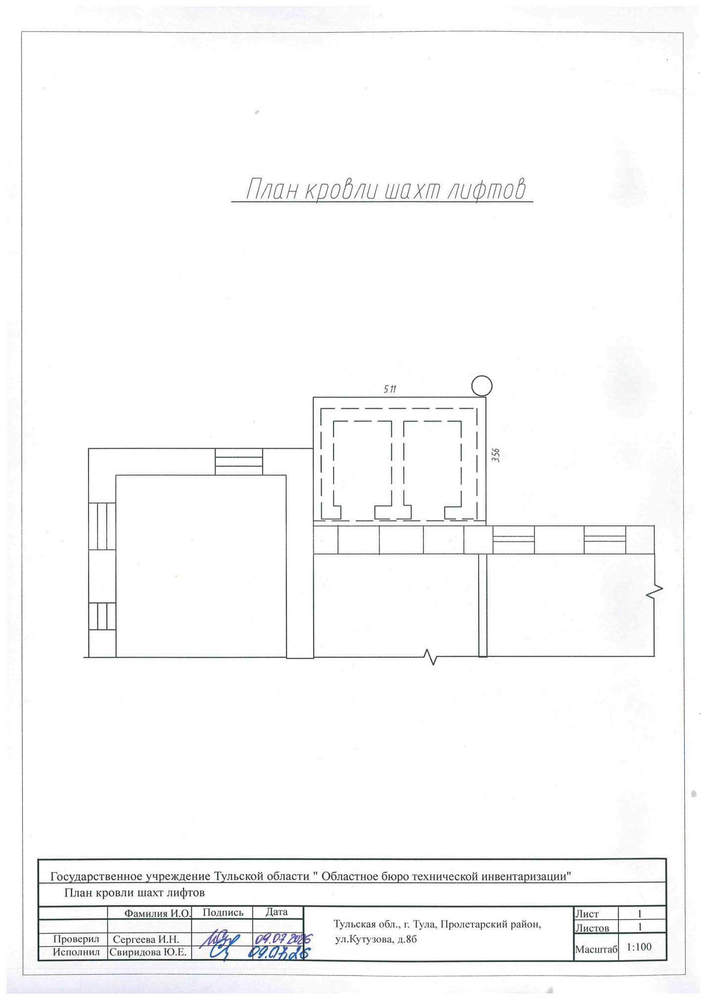 План кровли шахт лифтов
5.11
3.56
Государственное учреждение Тульской области " Областное бюро технической инвентаризации"
План кровли шахт лифтов
Фамилия И.О. Подпись Дата
Проверил Сергеева И.Н. 09.07.2026
Исполнил Свиридова Ю.Е. 09.07.26
Тульская обл., г. Тула, Пролетарский район,
ул.Кутузова, д.8б
Лист 1
Листов 1
Масштаб 1:100